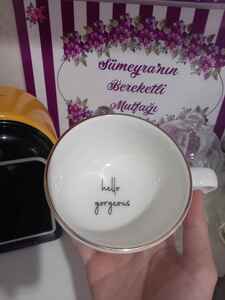 Sümeyra'nın
Bereketli
Mutfağı
hello
gorgeous